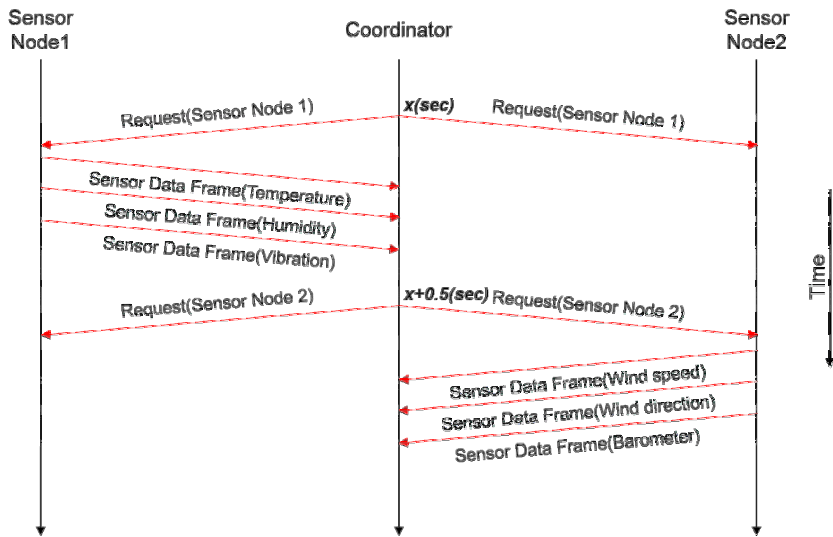 Sensor
Node1
Coordinator
Sensor
Node2
Request(Sensor Node 1)
x(sec)
Request(Sensor Node 1)
Sensor Data Frame(Temperature)
Sensor Data Frame(Humidity)
Sensor Data Frame(Vibration)
Time
Request(Sensor Node 2)
x+0.5(sec)
Request(Sensor Node 2)
Sensor Data Frame(Wind speed)
Sensor Data Frame(Wind direction)
Sensor Data Frame(Barometer)